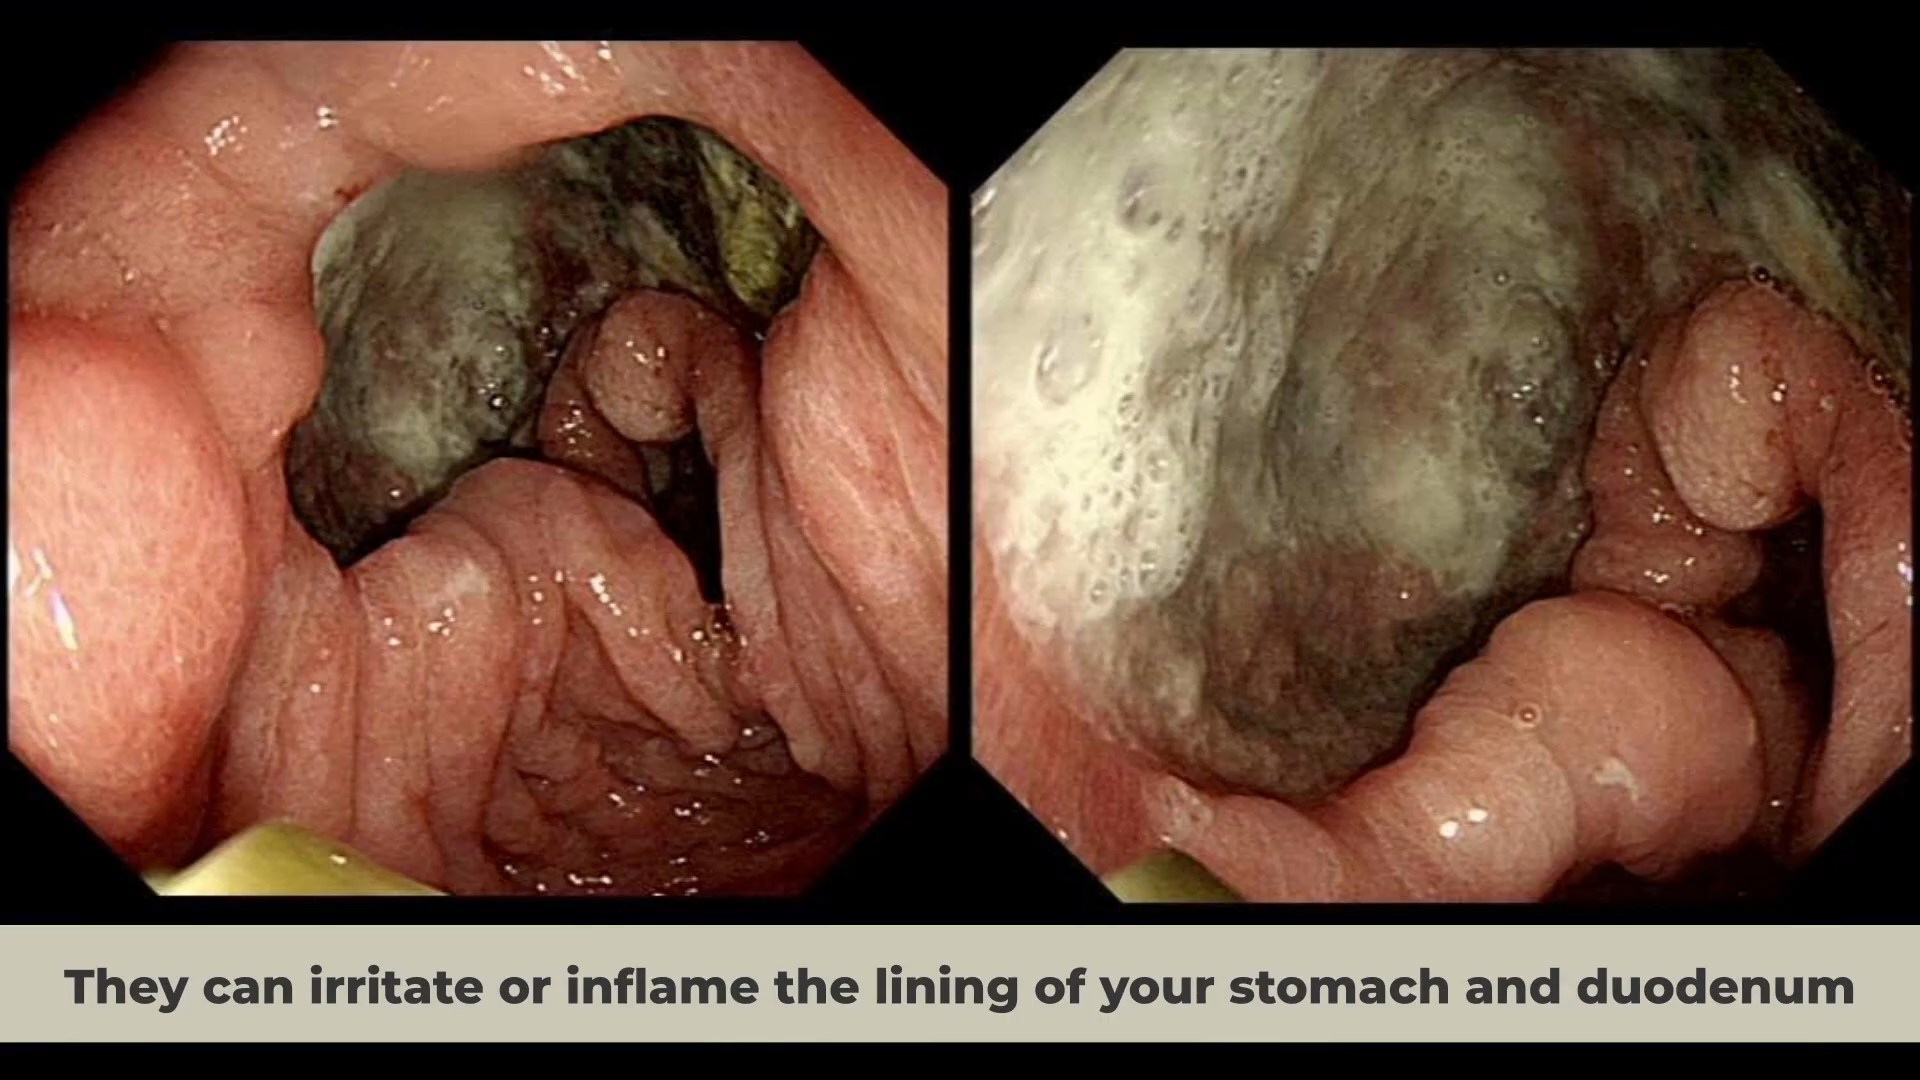 They can irritate or inflame the lining of your stomach and duodenum